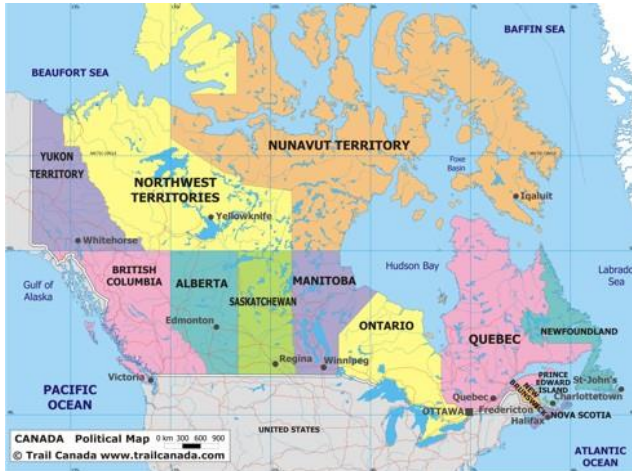 BAFFIN SEA
BEAUFORT SEA
NUNAVUT TERRITORY
YUKON
TERRITORY
Foxe
Basin
NORTHWEST
TERRITORIES
Iqaluit
Yellowknife
Whitehorse
Hudson Bay
Labrador
Sea
Gulf of
Alaska
BRITISH
COLUMBIA
ALBERTA
SASKATCHEWAN
MANITOBA
ONTARIO
QUEBEC
NEWFOUNDLAND
Edmonton
Regina
Winnipeg
Victoria
PRINCE
EDWARD
ISLAND
St-John's
Charlottetown
PACIFIC
OCEAN
Quebec
NEW
BRUNSWICK
OTTAWA
Fredericton
NOVA SCOTIA
Halifax
UNITED STATES
CANADA Political Map 0 km 300 600 900
© Trail Canada www.trailcanada.com
ATLANTIC
OCEAN